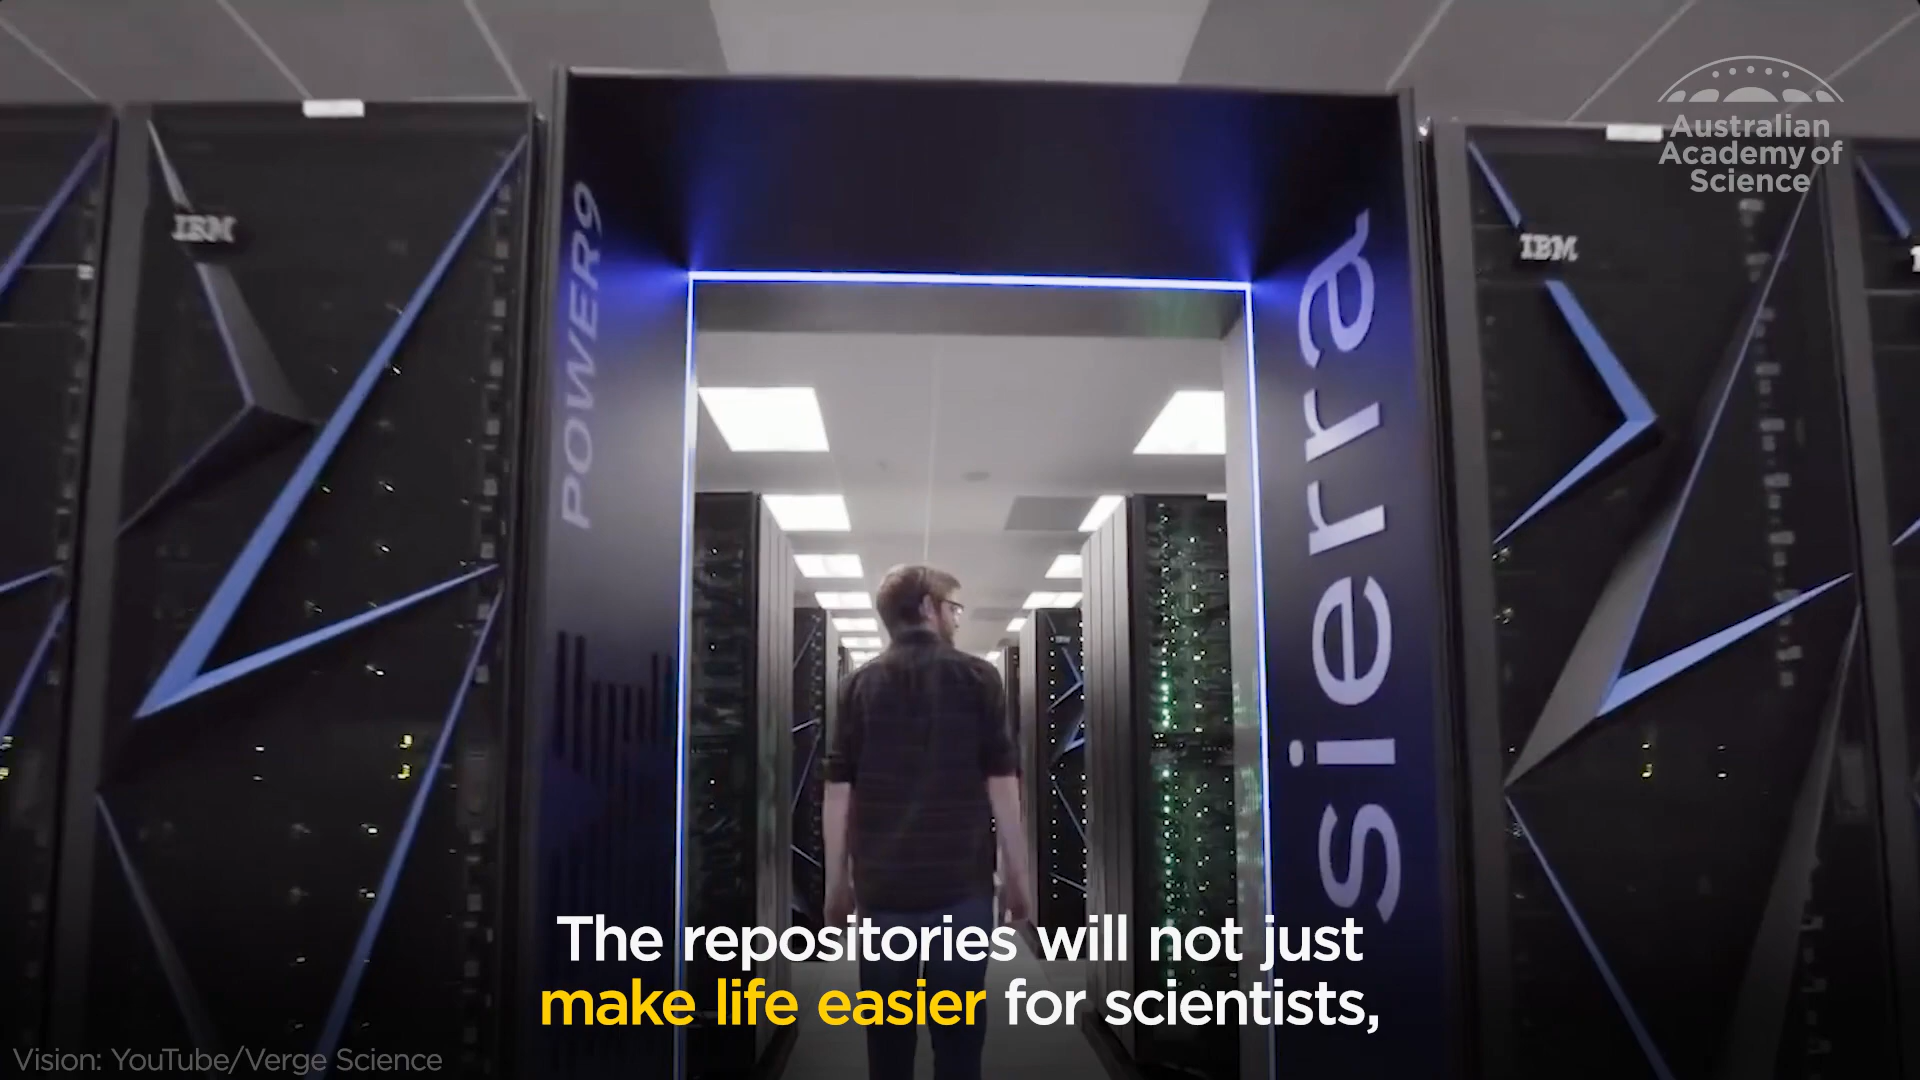 Australian
Academy of
Science
IBM
POWER9
sierra
IBM
The repositories will not just
make life easier for scientists,
Vision: YouTube/Verge Science